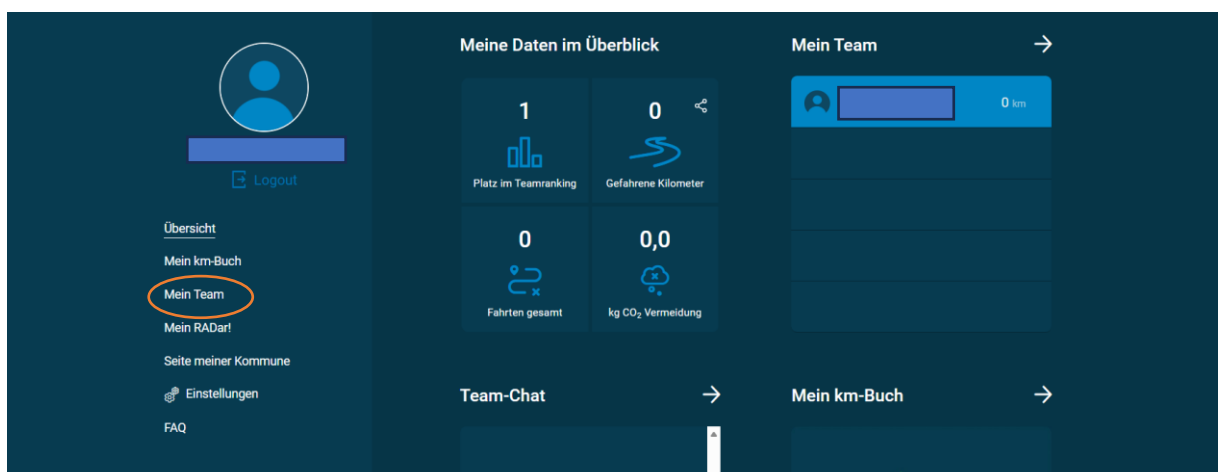 Logout
Übersicht
Mein km-Buch
Mein Team
Mein RADar!
Seite meiner Kommune
Einstellungen
FAQ
Meine Daten im Überblick
1
Platz im Teamranking
0
Gefahrene Kilometer
0
Fahrten gesamt
0,0
kg CO₂ Vermeidung
Mein Team
0 km
Team-Chat
Mein km-Buch